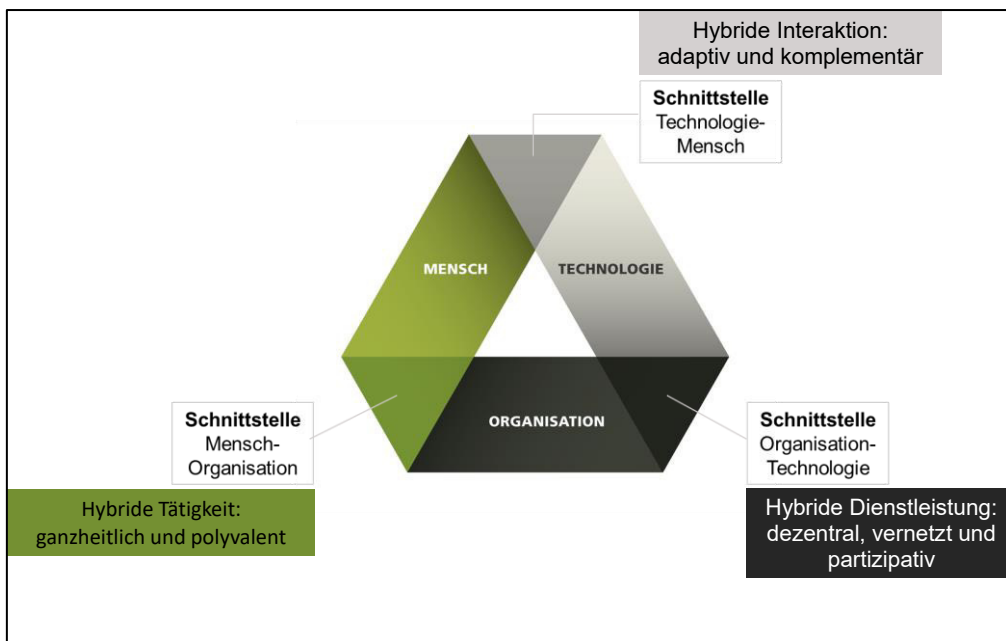 Hybride Interaktion:
adaptiv und komplementär
Schnittstelle
Technologie-
Mensch
MENSCH
TECHNOLOGIE
ORGANISATION
Schnittstelle
Mensch-
Organisation
Schnittstelle
Organisation-
Technologie
Hybride Tätigkeit:
ganzheitlich und polyvalent
Hybride Dienstleistung:
dezentral, vernetzt und
partizipativ